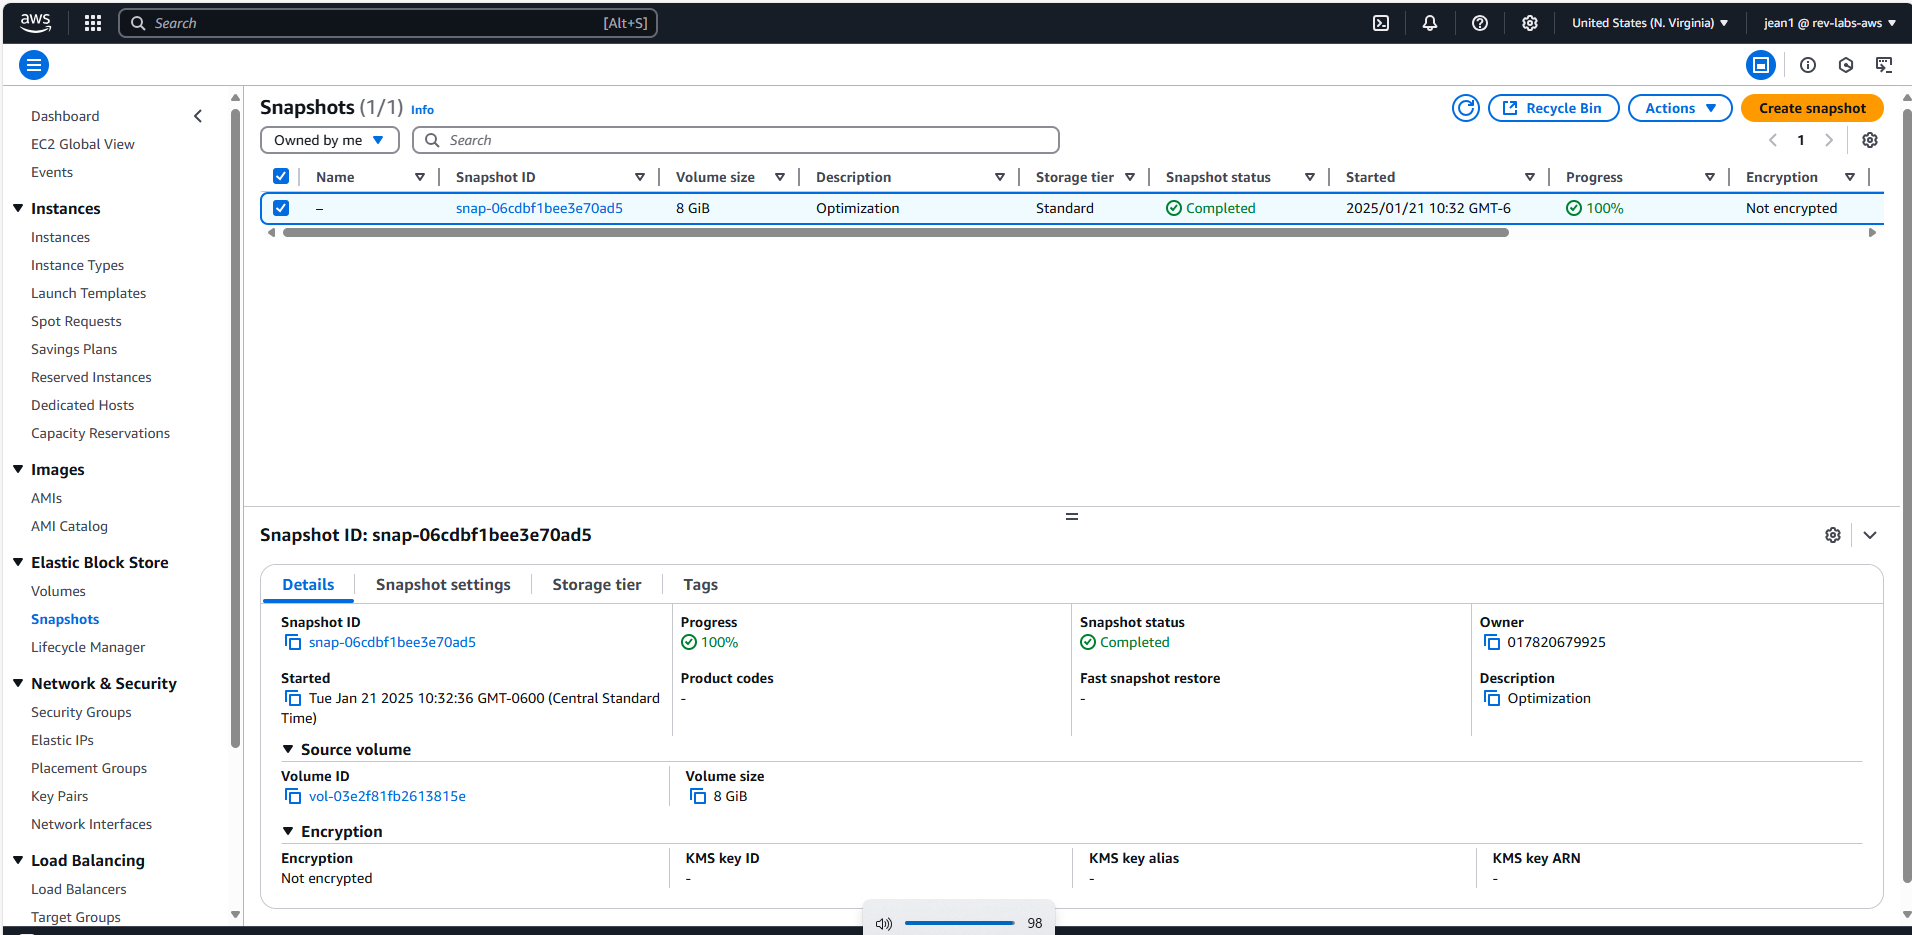 aws
Search
[Alt+S]
United States (N. Virginia)
jean1 @ rev-labs-aws
Dashboard
EC2 Global View
Events
Instances
Instances
Instance Types
Launch Templates
Spot Requests
Savings Plans
Reserved Instances
Dedicated Hosts
Capacity Reservations
Images
AMIs
AMI Catalog
Elastic Block Store
Volumes
Snapshots
Lifecycle Manager
Network & Security
Security Groups
Elastic IPs
Placement Groups
Key Pairs
Network Interfaces
Load Balancing
Load Balancers
Target Groups
Snapshots (1/1) Info
Recycle Bin
Actions
Create snapshot
Owned by me
Search
1
Name Snapshot ID Volume size Description Storage tier Snapshot status Started Progress Encryption
– snap-06cdbf1bee3e70ad5 8 GiB Optimization Standard Completed 2025/01/21 10:32 GMT-6 100% Not encrypted
Snapshot ID: snap-06cdbf1bee3e70ad5
Details Snapshot settings Storage tier Tags
Snapshot ID
snap-06cdbf1bee3e70ad5
Progress
100%
Snapshot status
Completed
Owner
017820679925
Started
Tue Jan 21 2025 10:32:36 GMT-0600 (Central Standard
Time)
Product codes
-
Fast snapshot restore
-
Description
Optimization
Source volume
Volume ID
vol-03e2f81fb2613815e
Volume size
8 GiB
Encryption
Encryption
Not encrypted
KMS key ID
-
KMS key alias
-
KMS key ARN
-
98